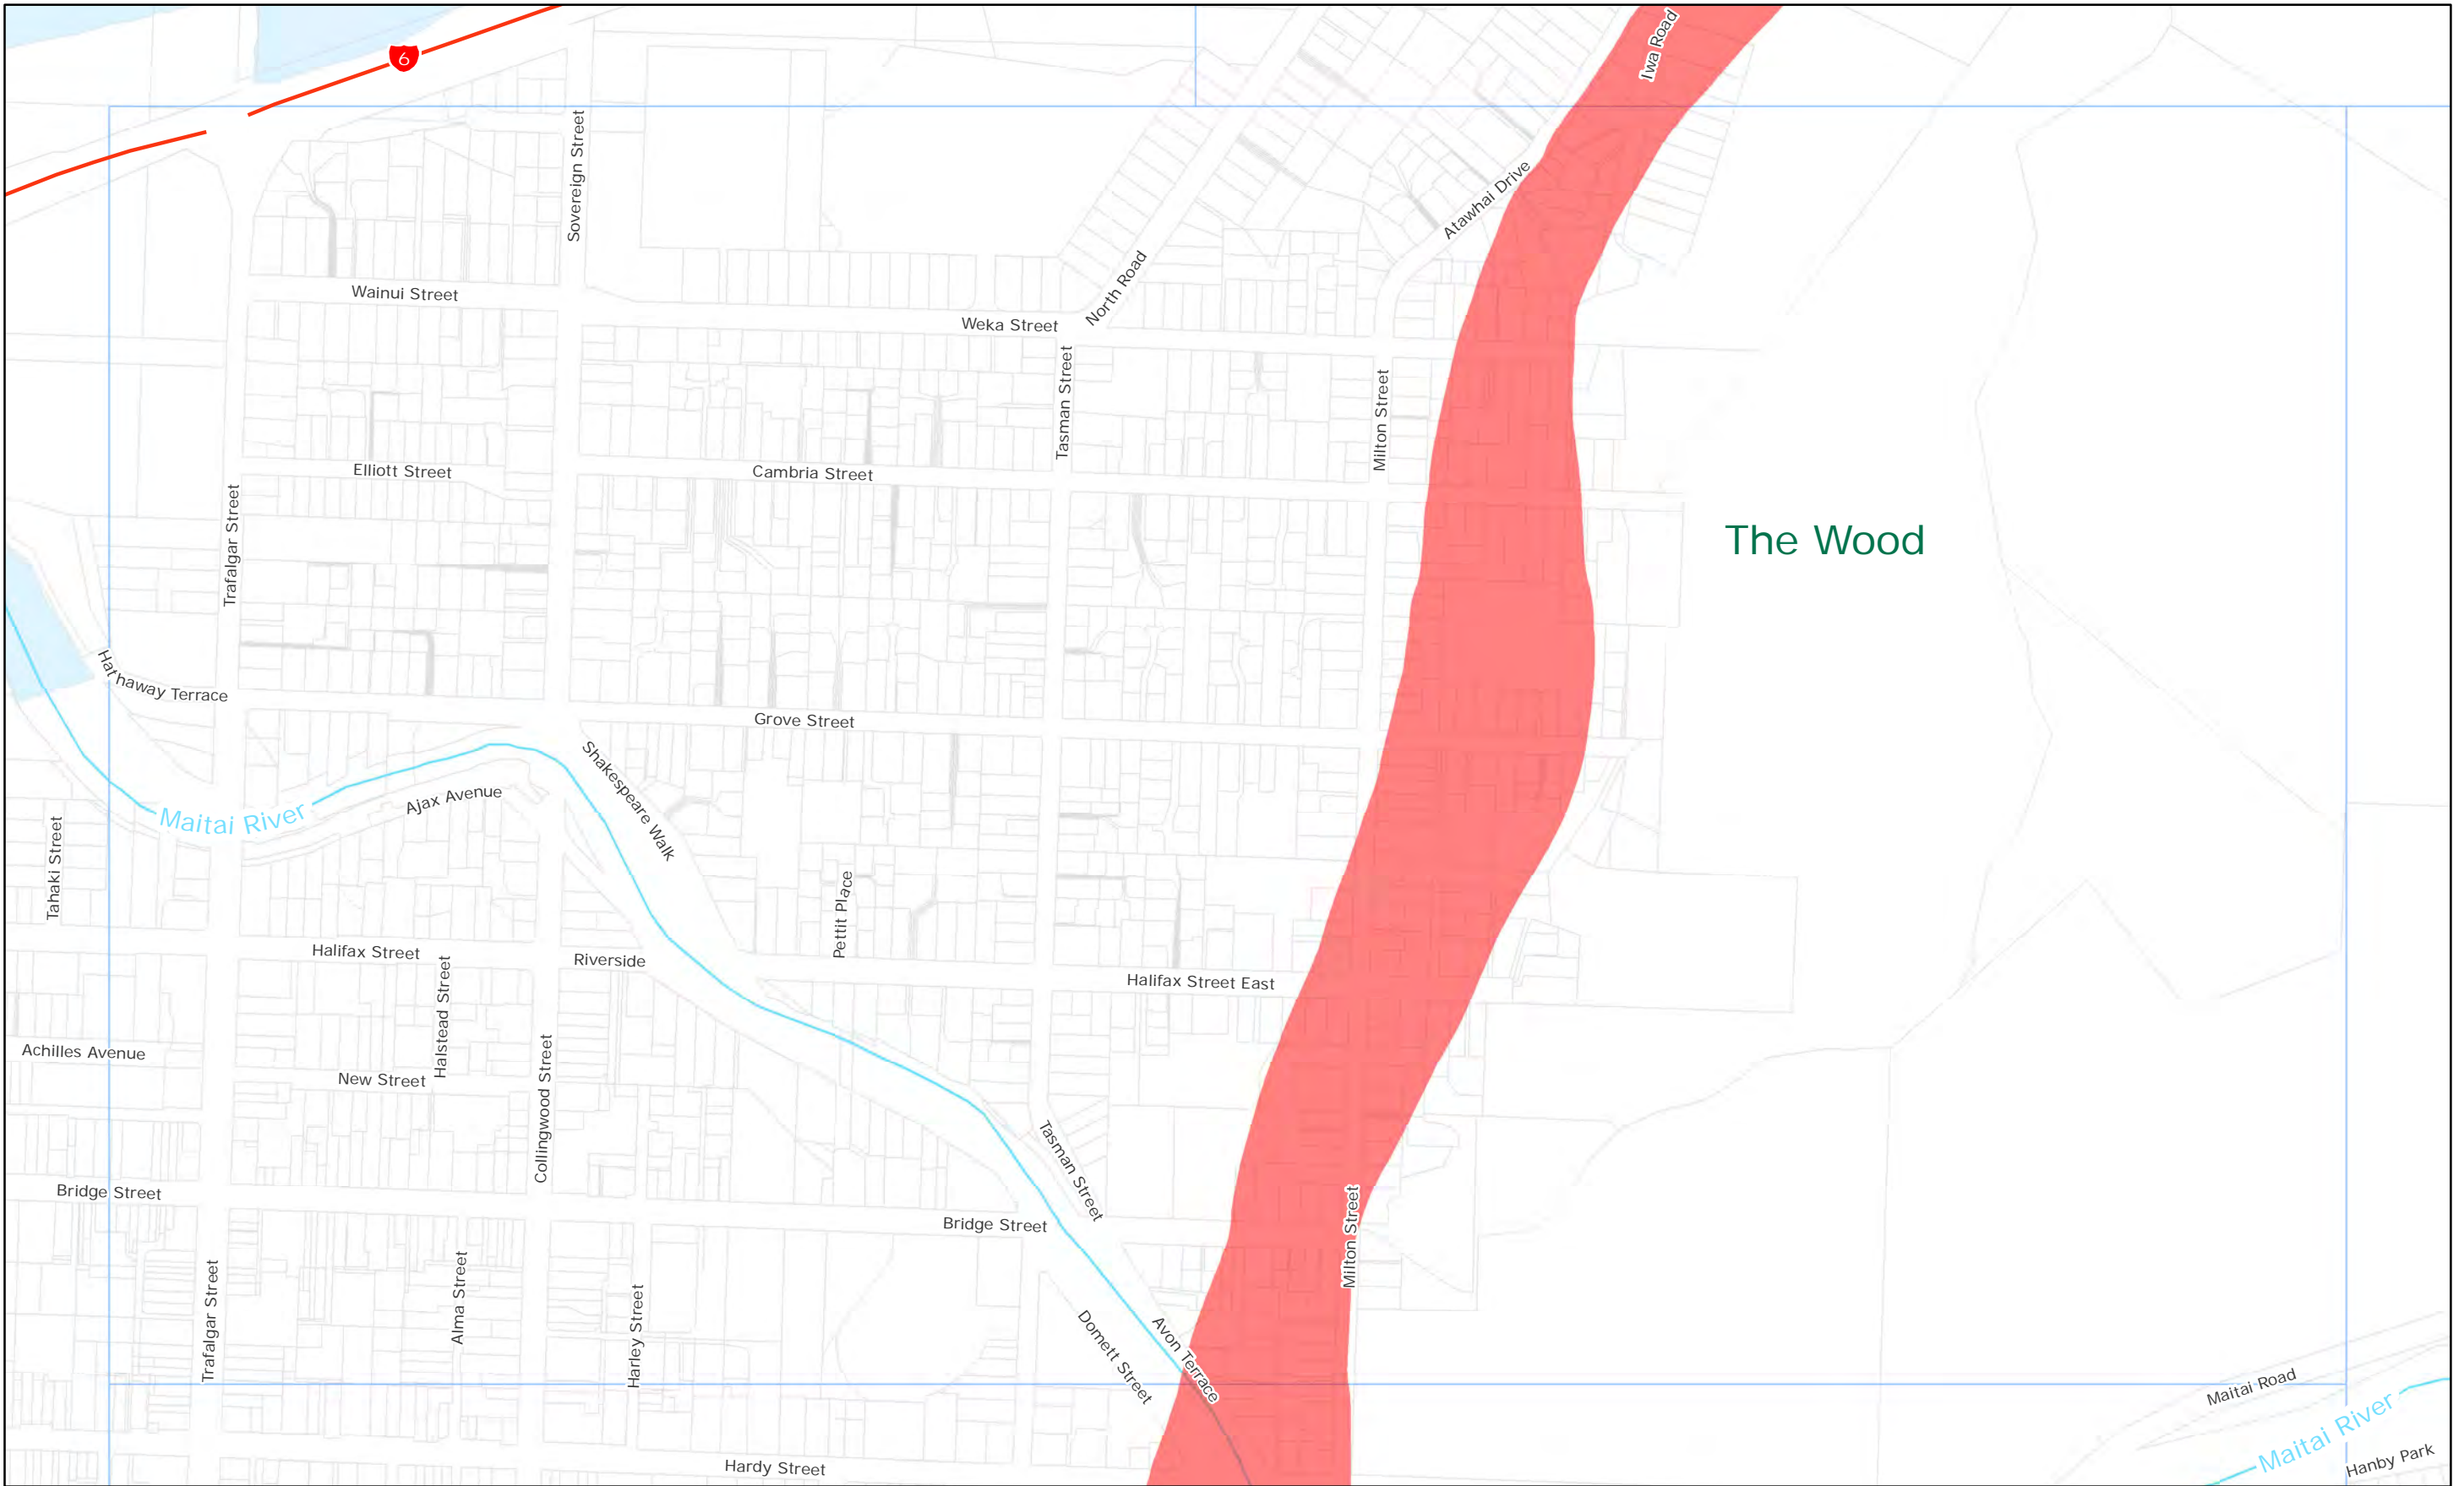 Iwa Road
6
Sovereign Street
Atawhai Drive
North Road
Wainui Street
Weka Street
Tasman Street
Milton Street
Elliott Street
Cambria Street
Trafalgar Street
The Wood
Hathaway Terrace
Grove Street
Shakespeare Walk
Ajax Avenue
Maitai River
Tahaki Street
Pettit Place
Halifax Street
Halstead Street
Riverside
Halifax Street East
Achilles Avenue
New Street
Collingwood Street
Tasman Street
Bridge Street
Bridge Street
Milton Street
Trafalgar Street
Alma Street
Harley Street
Domett Street
Avon Terrace
Maitai Road
Maitai River
Hanby Park
Hardy Street